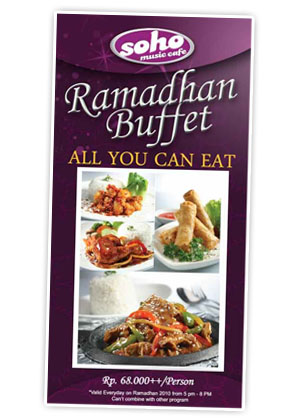 soho
music cafe
Ramadhan
Buffet
ALL YOU CAN EAT
Rp. 68.000++/Person
*Valid Everyday on Ramadhan 2010 from 5 pm - 8 PM
Can't combine with other program